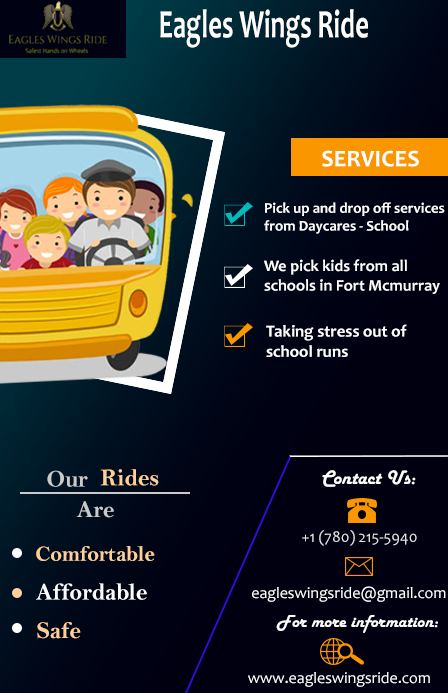 EAGLES WINGS RIDE
Safest Hands on Wheels
Eagles Wings Ride
SERVICES
Pick up and drop off services
from Daycares - School
We pick kids from all
schools in Fort Mcmurray
Taking stress out of
school runs
Our Rides
Are
Comfortable
Affordable
Safe
Contact Us:
+1 (780) 215-5940
eagleswingsride@gmail.com
For more information:
www.eagleswingsride.com